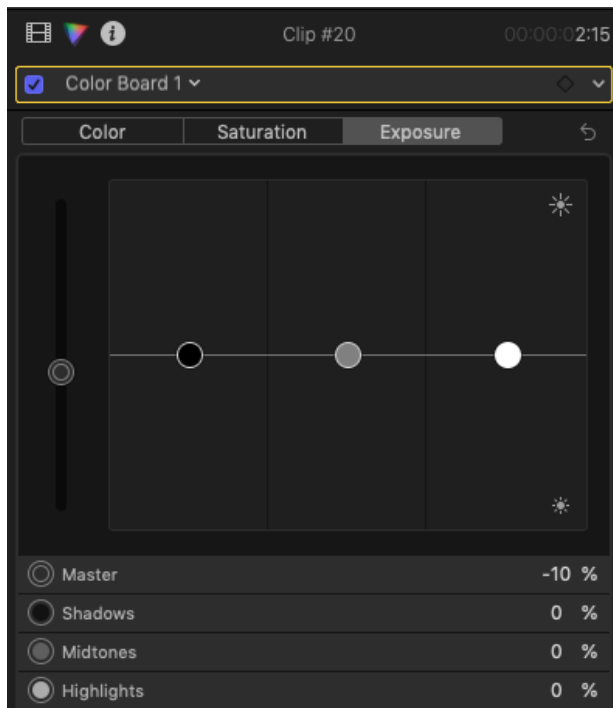 Clip #20 00:00:02:15
Color Board 1
Color Saturation Exposure
Master -10 %
Shadows 0 %
Midtones 0 %
Highlights 0 %